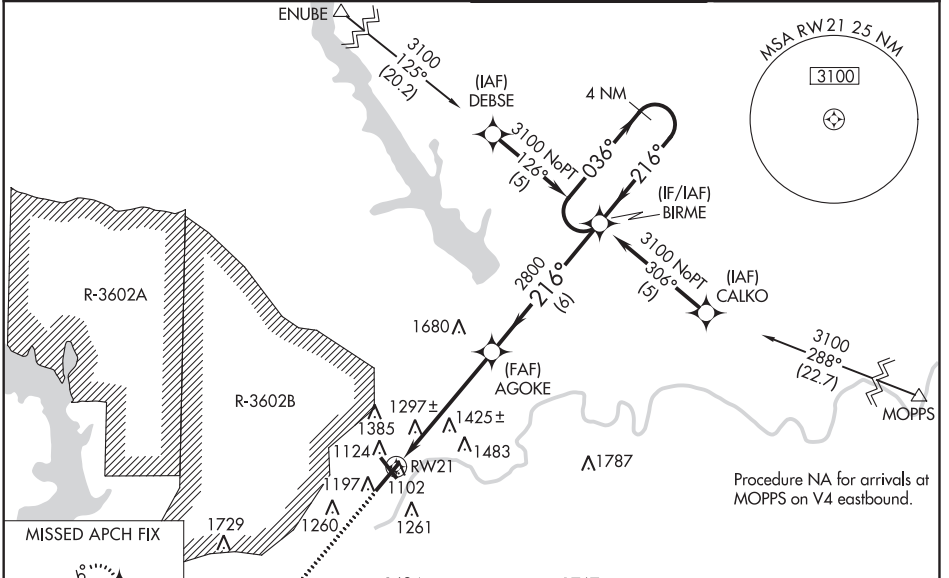 ENUBE
3100
125°
(20.2)
(IAF)
DEBSE
3100 NoPT
126°
(5)
4 NM
036°
216°
(IF/IAF)
BIRME
MSA RW21 25 NM
3100
3100 NoPT
306°
(5)
(IAF)
CALKO
3100
288°
(22.7)
MOPPS
2800
216°
(6)
1680
(FAF)
AGOKE
R-3602A
R-3602B
1297±
1425±
1385
1124
1483
RW21
1197
1102
1787
1260
1261
1729
Procedure NA for arrivals at
MOPPS on V4 eastbound.
MISSED APCH FIX